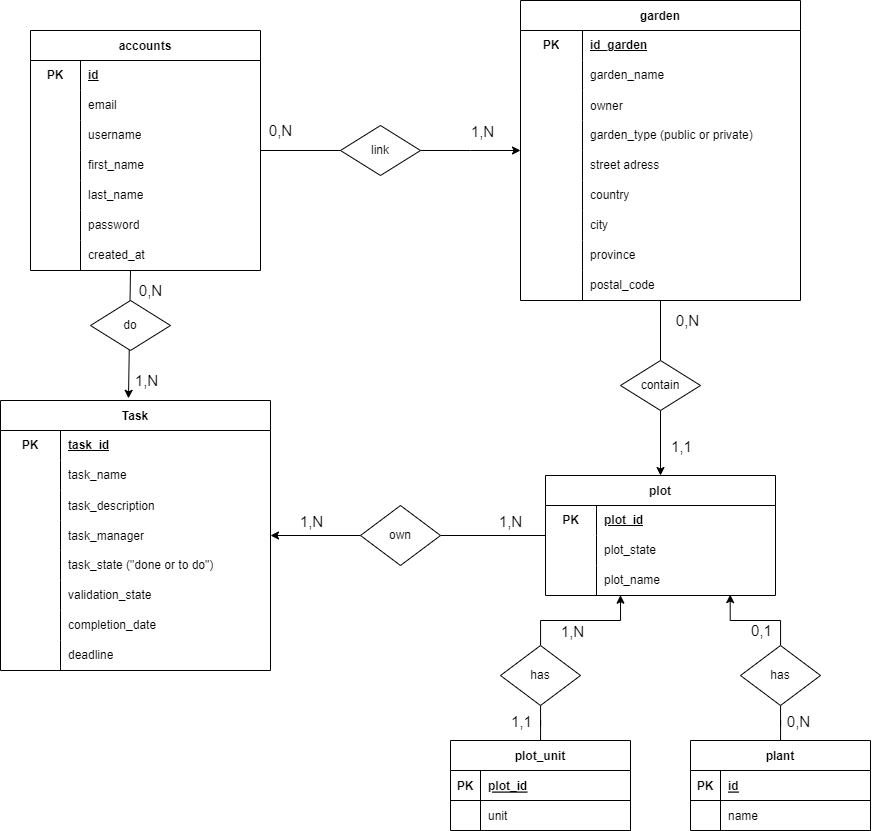 garden
PK id_garden
garden_name
owner
garden_type (public or private)
street adress
country
city
province
postal_code
accounts
PK id
email
username
first_name
last_name
password
created_at
0,N
link
1,N
0,N
do
1,N
0,N
contain
1,1
Task
PK task_id
task_name
task_description
task_manager
task_state ("done or to do")
validation_state
completion_date
deadline
1,N
own
1,N
plot
PK plot_id
plot_state
plot_name
1,N
has
1,1
0,1
has
0,N
plot_unit
PK plot_id
unit
plant
PK id
name